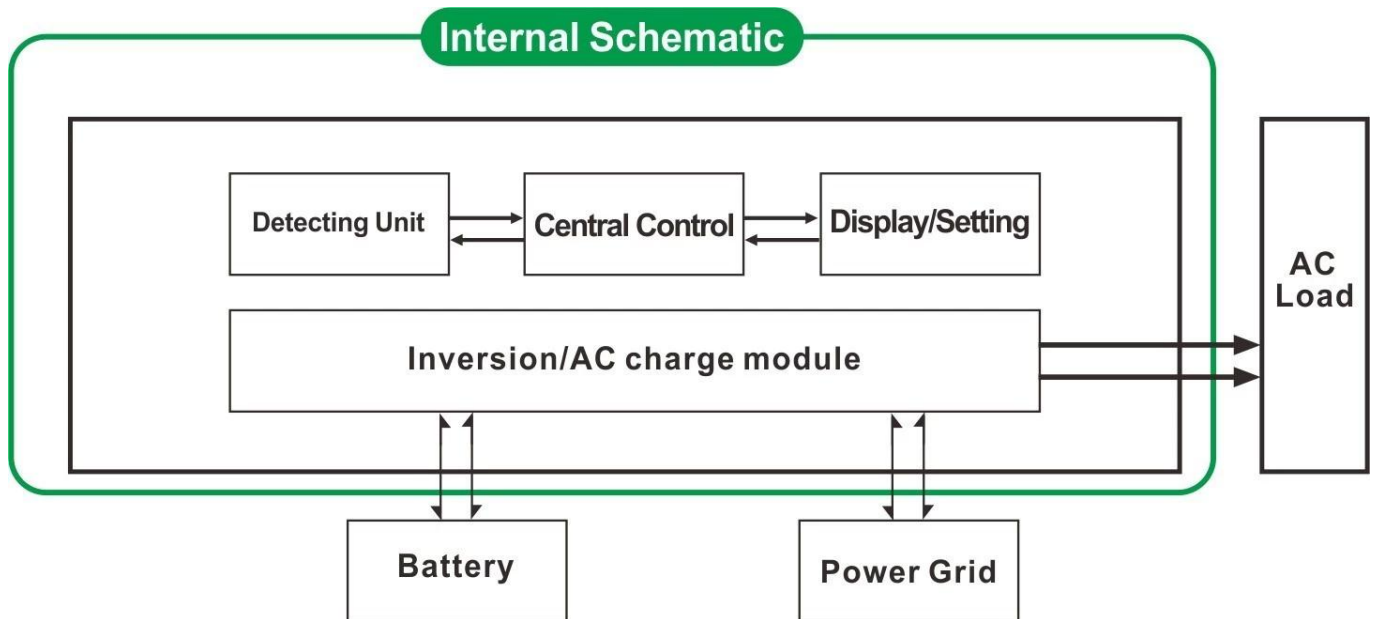 Internal Schematic
Detecting Unit
Central Control
Display/Setting
AC
Load
Inversion/AC charge module
Battery
Power Grid